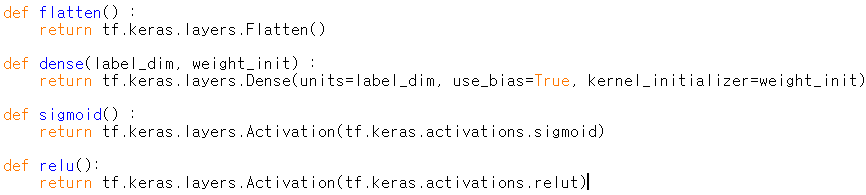 def flatten() :
    return tf.keras.layers.Flatten()
def dense(label_dim, weight_init) :
    return tf.keras.layers.Dense(units=label_dim, use_bias=True, kernel_initializer=weight_init)
def sigmoid() :
    return tf.keras.layers.Activation(tf.keras.activations.sigmoid)
def relu():
    return tf.keras.layers.Activation(tf.keras.activations.relut)